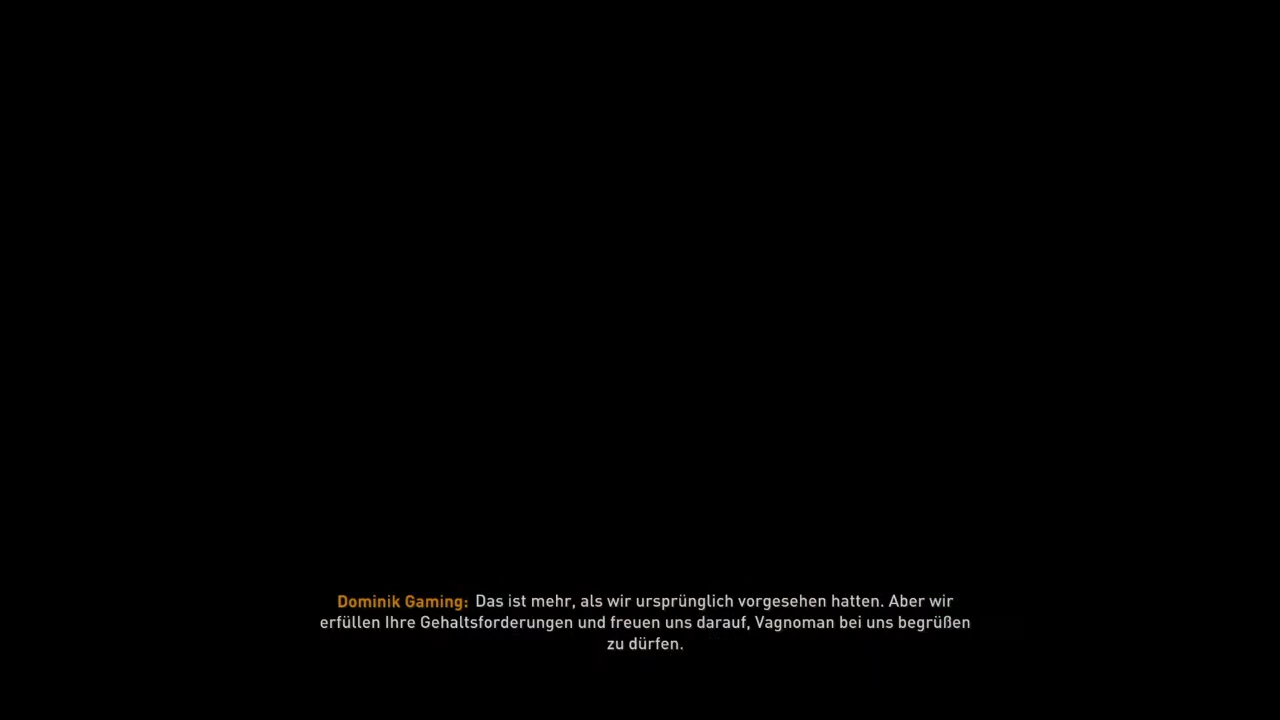 Dominik Gaming: Das ist mehr, als wir ursprünglich vorgesehen hatten. Aber wir
erfüllen Ihre Gehaltsforderungen und freuen uns darauf, Vagnoman bei uns begrüßen
zu dürfen.